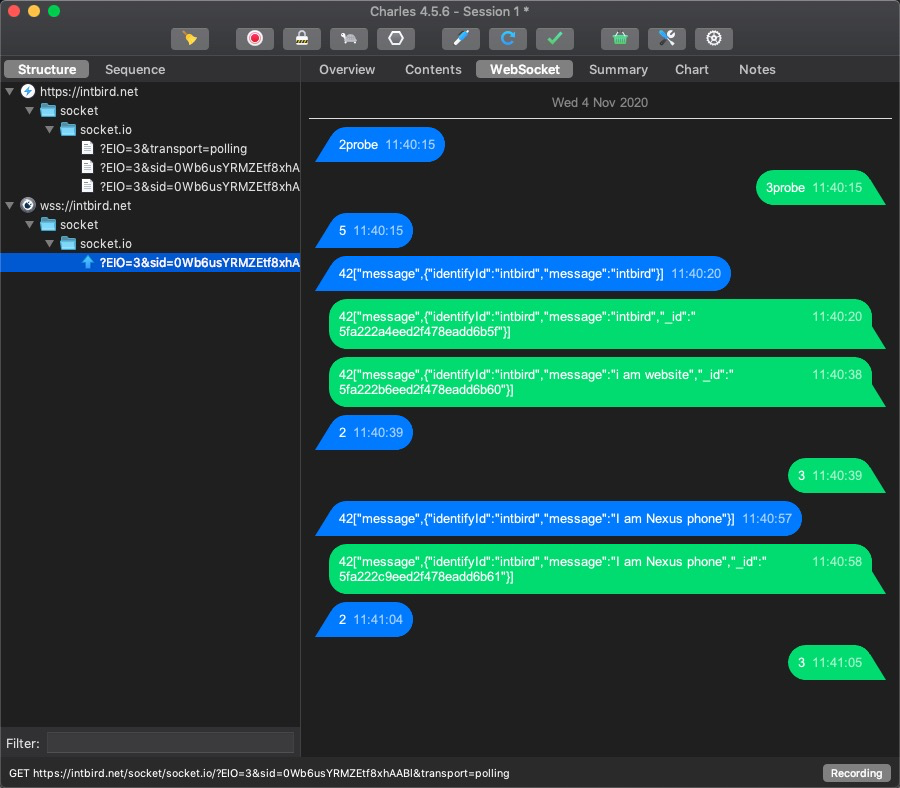 Charles 4.5.6 - Session 1 *
Structure
Sequence
Overview
Contents
WebSocket
Summary
Chart
Notes
https://intbird.net
socket
socket.io
?EIO=3&transport=polling
?EIO=3&sid=0Wb6usYRMZEtf8xhA
?EIO=3&sid=0Wb6usYRMZEtf8xhA
wss://intbird.net
socket
socket.io
?EIO=3&sid=0Wb6usYRMZEtf8xhA
Wed 4 Nov 2020
2probe 11:40:15
3probe 11:40:15
5 11:40:15
42["message",{"identifyId":"intbird","message":"intbird"}] 11:40:20
42["message",{"identifyId":"intbird","message":"intbird","_id":" 11:40:20
5fa222a4eed2f478eadd6b5f"}]
42["message",{"identifyId":"intbird","message":"i am website","_id":" 11:40:38
5fa222b6eed2f478eadd6b60"}]
2 11:40:39
3 11:40:39
42["message",{"identifyId":"intbird","message":"I am Nexus phone"}] 11:40:57
42["message",{"identifyId":"intbird","message":"I am Nexus phone","_id":" 11:40:58
5fa222c9eed2f478eadd6b61"}]
2 11:41:04
3 11:41:05
Filter:
GET https://intbird.net/socket/socket.io/?EIO=3&sid=0Wb6usYRMZEtf8xhAABI&transport=polling
Recording